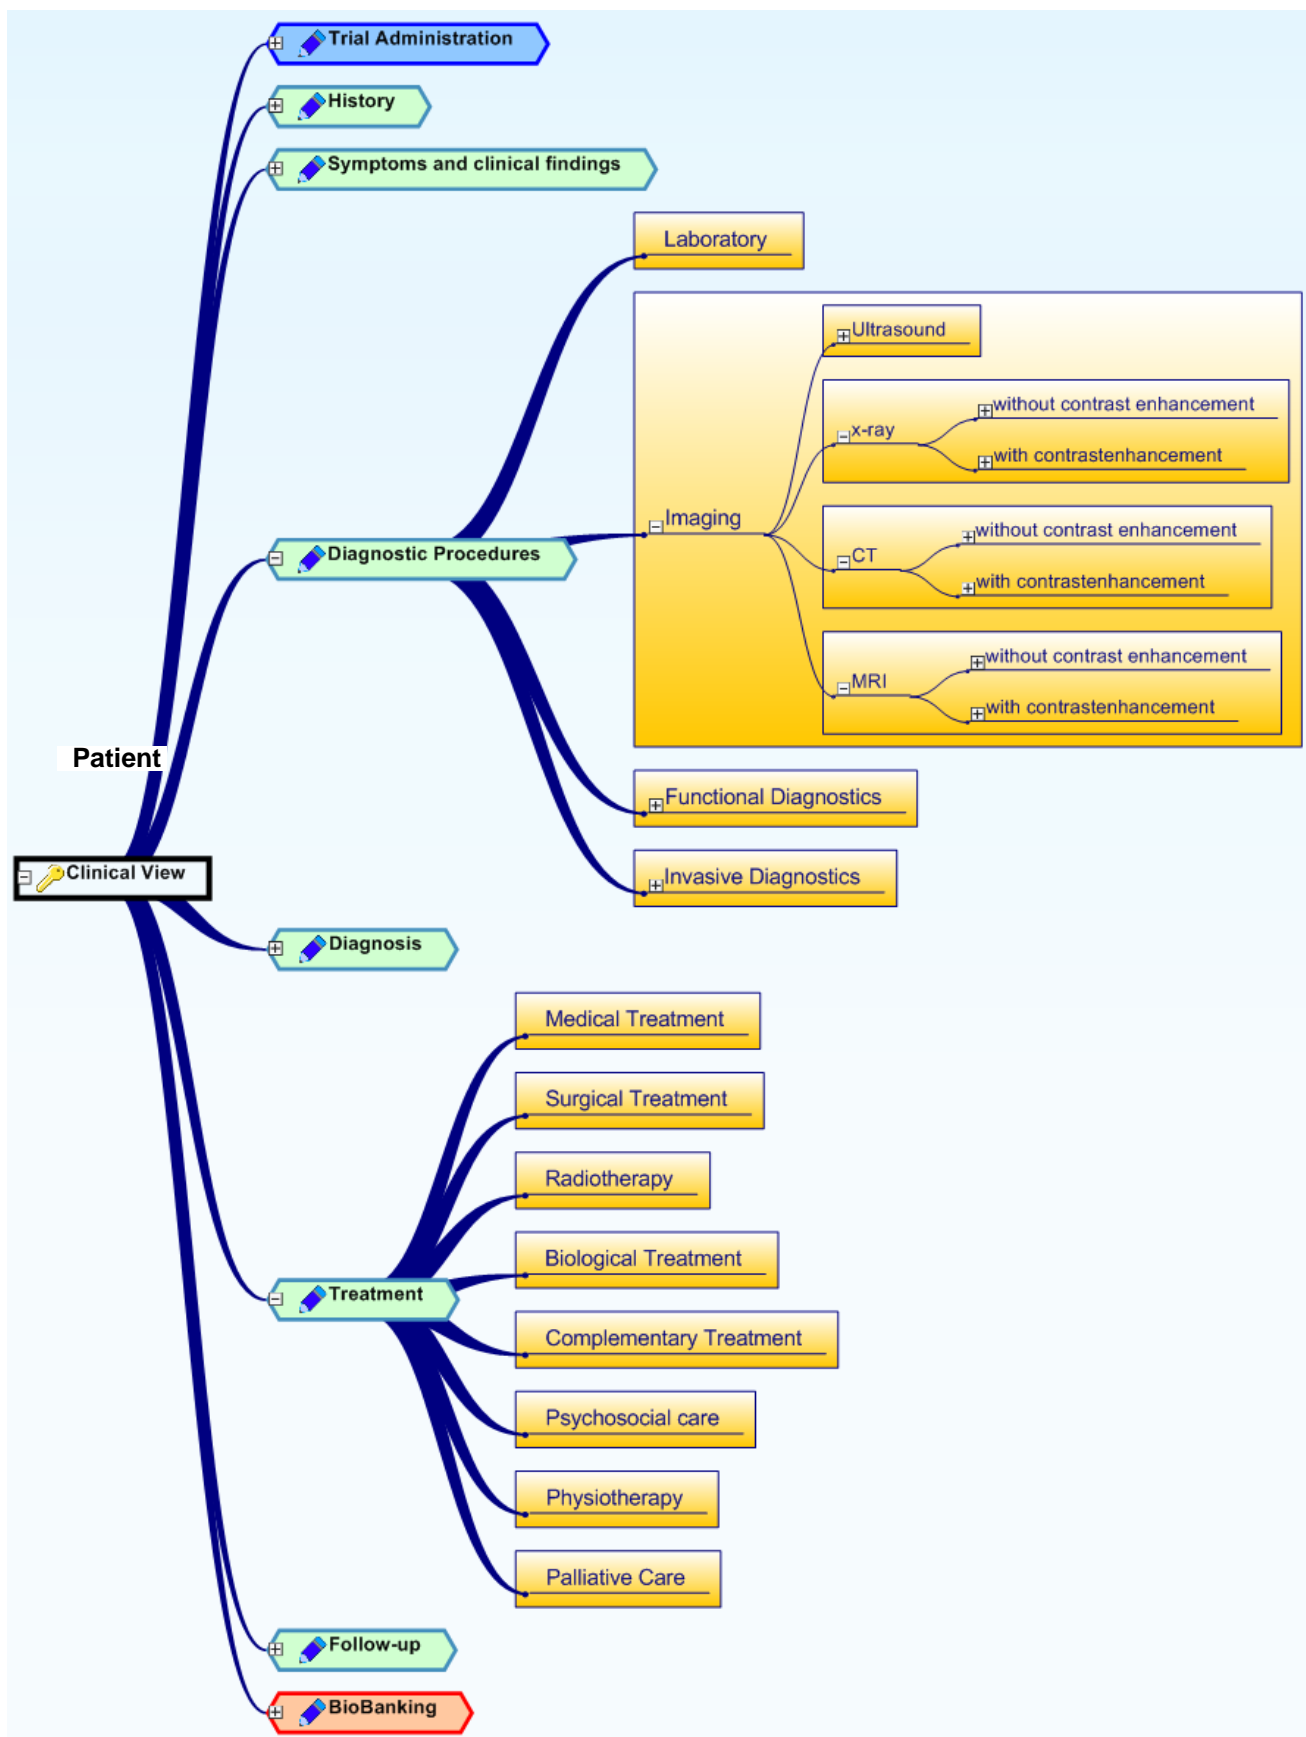 Trial Administration
History
Symptoms and clinical findings
Laboratory
Ultrasound
without contrast enhancement
x-ray
with contrastenhancement
Imaging
without contrast enhancement
CT
with contrastenhancement
Diagnostic Procedures
without contrast enhancement
MRI
with contrastenhancement
Patient
Functional Diagnostics
Clinical View
Invasive Diagnostics
Diagnosis
Medical Treatment
Surgical Treatment
Radiotherapy
Biological Treatment
Treatment
Complementary Treatment
Psychosocial care
Physiotherapy
Palliative Care
Follow-up
BioBanking